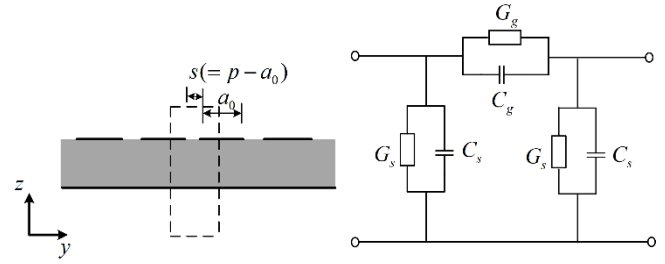 s(= p − a₀)
a₀
z
y
G_g
C_g
G_s
C_s
G_s
C_s